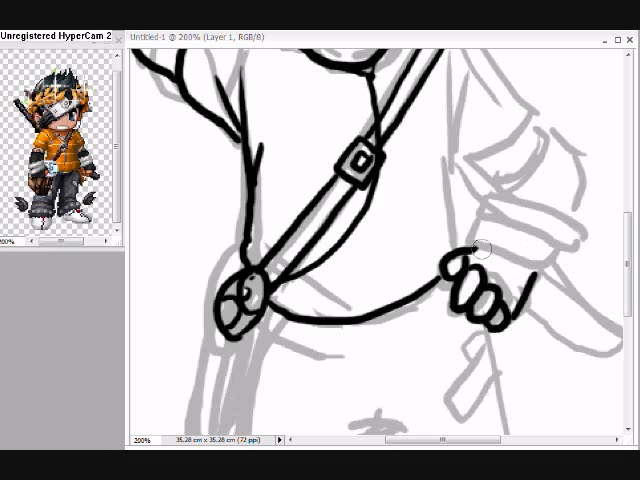 Unregistered HyperCam 2
Untitled-1 @ 200% (Layer 1, RGB/8)
200%
200%
35.28 cm x 35.28 cm (72 ppi)